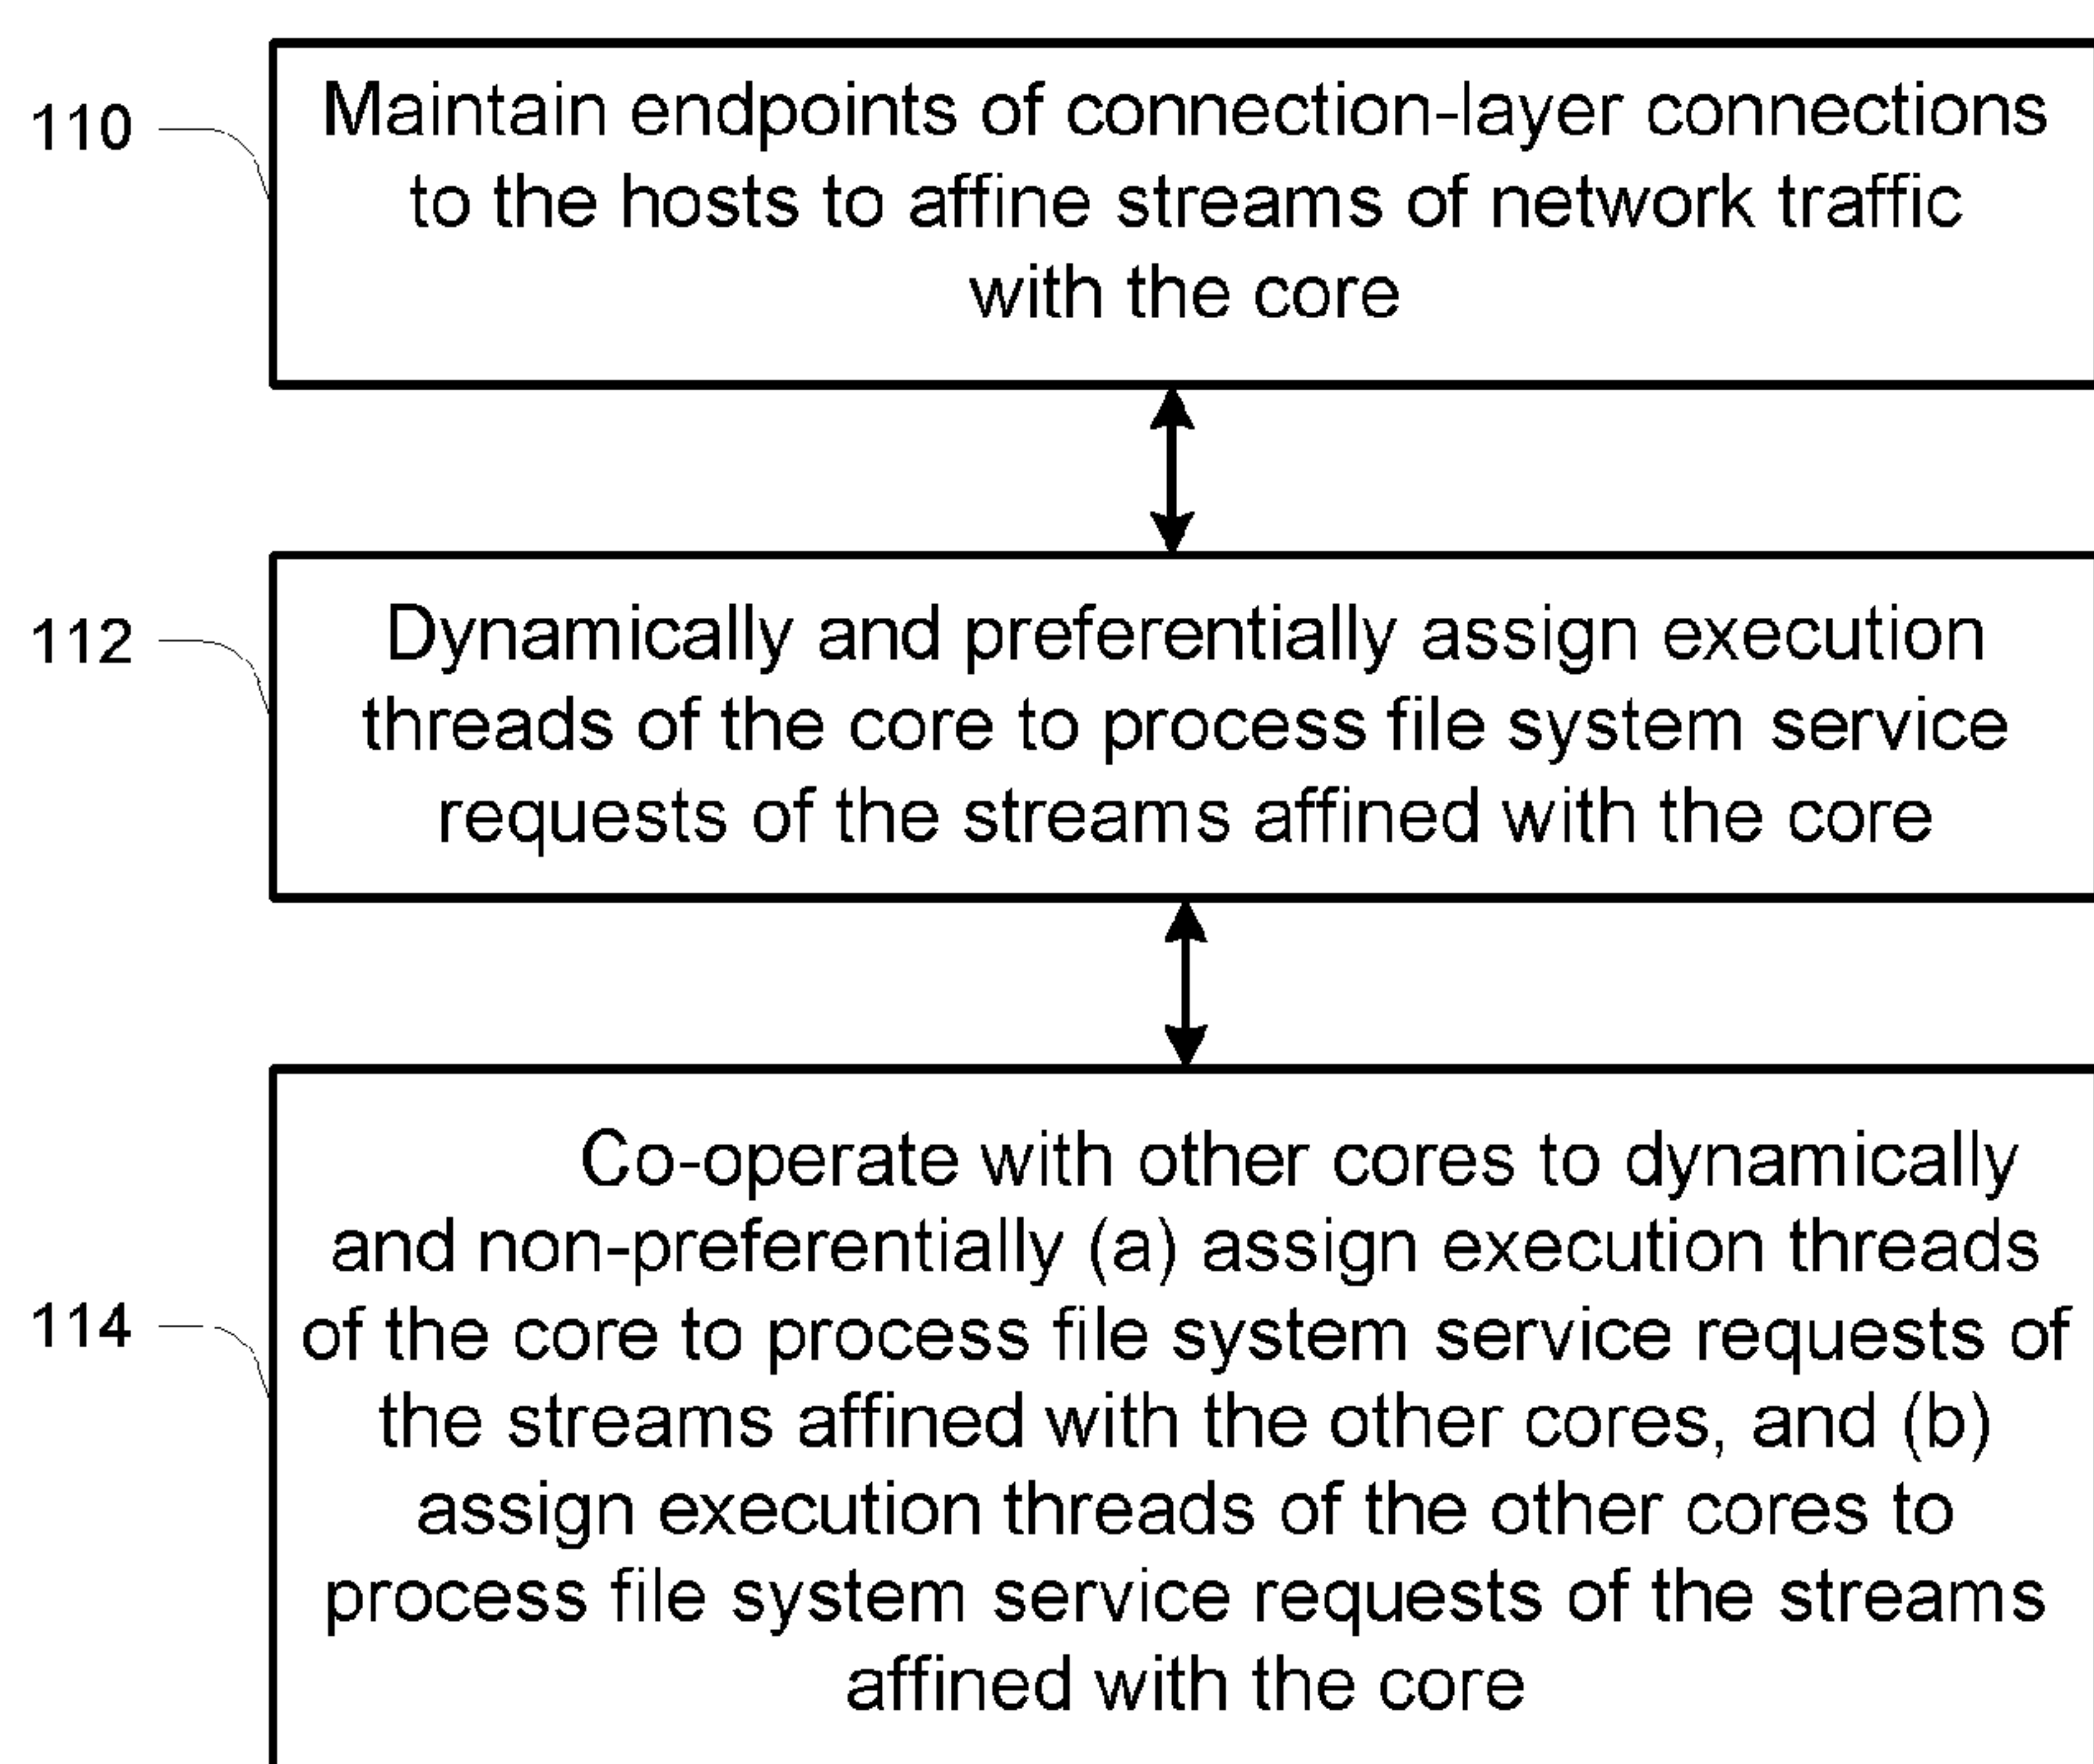 110
Maintain endpoints of connection-layer connections
to the hosts to affine streams of network traffic
with the core
112
Dynamically and preferentially assign execution
threads of the core to process file system service
requests of the streams affined with the core
114
Co-operate with other cores to dynamically
and non-preferentially (a) assign execution threads
of the core to process file system service requests of
the streams affined with the other cores, and (b)
assign execution threads of the other cores to
process file system service requests of the streams
affined with the core